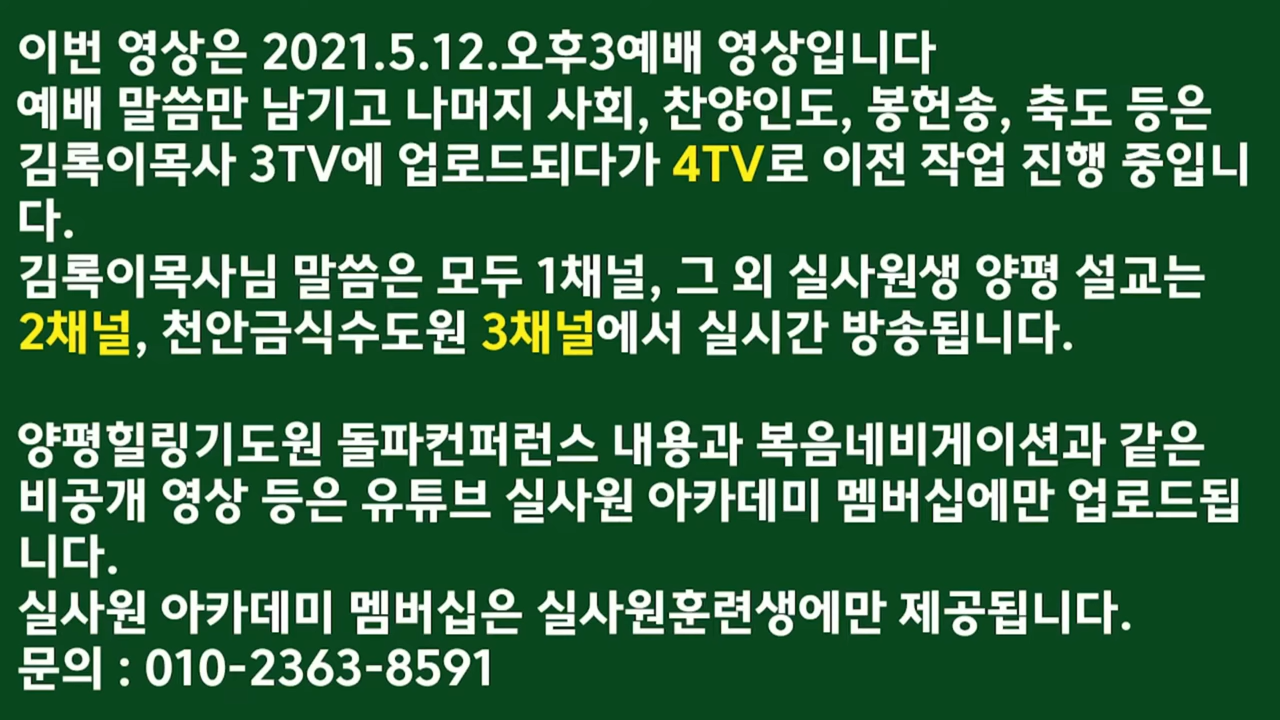 이번 영상은 2021.5.12.오후3예배 영상입니다
예배 말씀만 남기고 나머지 사회, 찬양인도, 봉헌송, 축도 등은
김록이목사 3TV에 업로드되다가 4TV로 이전 작업 진행 중입니
다.
김록이목사님 말씀은 모두 1채널, 그 외 실사원생 양평 설교는
2채널, 천안금식수도원 3채널에서 실시간 방송됩니다.
양평힐링기도원 돌파컨퍼런스 내용과 복음네비게이션과 같은
비공개 영상 등은 유튜브 실사원 아카데미 멤버십에만 업로드됩
니다.
실사원 아카데미 멤버십은 실사원훈련생에만 제공됩니다.
문의 : 010-2363-8591